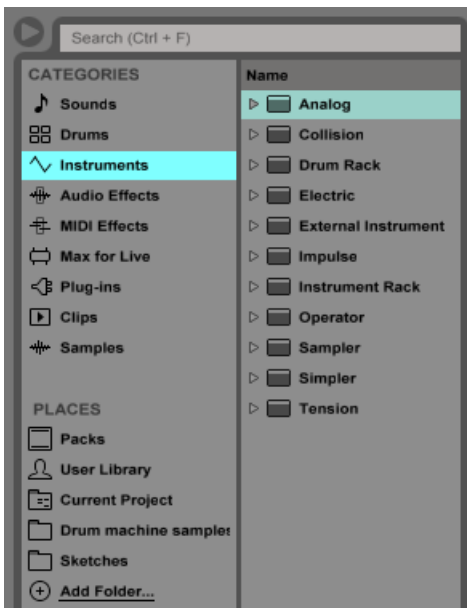 Search (Ctrl + F)
CATEGORIES
Sounds
Drums
Instruments
Audio Effects
MIDI Effects
Max for Live
Plug-ins
Clips
Samples
PLACES
Packs
User Library
Current Project
Drum machine samples
Sketches
Add Folder...
Name
Analog
Collision
Drum Rack
Electric
External Instrument
Impulse
Instrument Rack
Operator
Sampler
Simpler
Tension